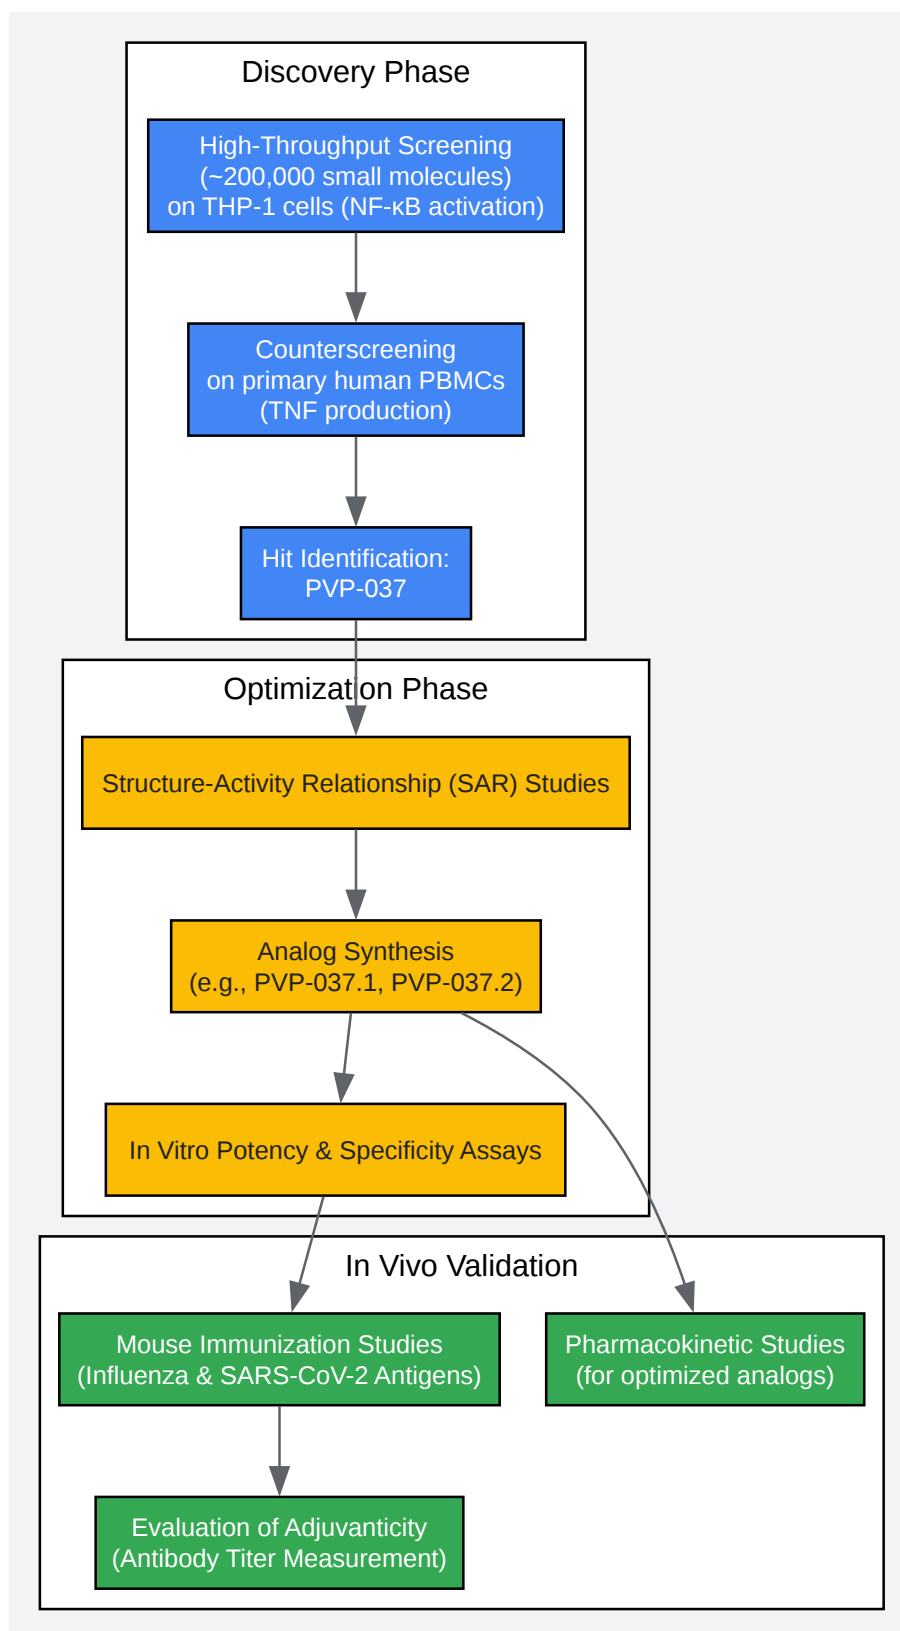 Discovery Phase
High-Throughput Screening
(~200,000 small molecules)
on THP-1 cells (NF-κB activation)
Counterscreening
on primary human PBMCs
(TNF production)
Hit Identification:
PVP-037
Optimization Phase
Structure-Activity Relationship (SAR) Studies
Analog Synthesis
(e.g., PVP-037.1, PVP-037.2)
In Vitro Potency & Specificity Assays
In Vivo Validation
Mouse Immunization Studies
(Influenza & SARS-CoV-2 Antigens)
Pharmacokinetic Studies
(for optimized analogs)
Evaluation of Adjuvanticity
(Antibody Titer Measurement)